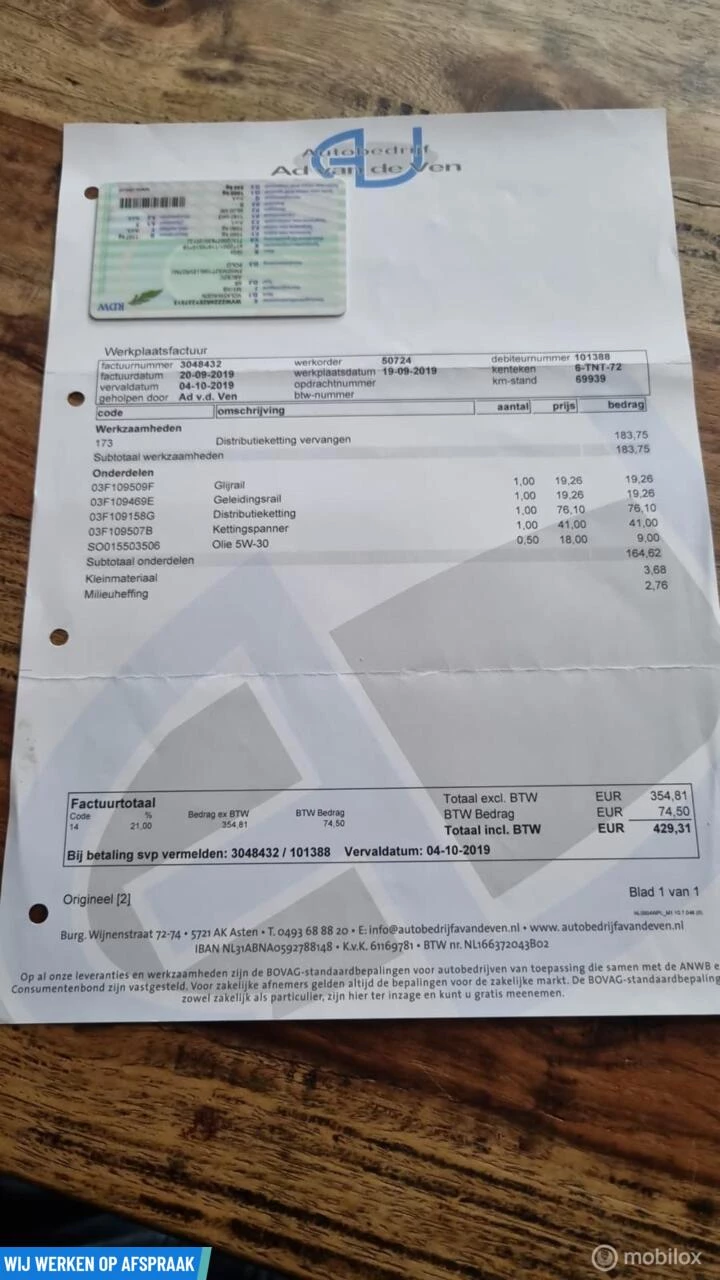 Autobedrijf
Ad van de Ven
RDW
VOLKSWAGEN
POLO
Werkplaatsfactuur
factuurnummer 3048432 werkorder 50724 debiteurnummer 101388
factuurdatum 20-09-2019 werkplaatsdatum 19-09-2019 kenteken 6-TNT-72
vervaldatum 04-10-2019 opdrachtnummer km-stand 69939
geholpen door Ad v.d. Ven btw-nummer
code omschrijving aantal prijs bedrag
Werkzaamheden
173 Distributieketting vervangen 183,75
Subtotaal werkzaamheden 183,75
Onderdelen
03F109509F Glijrail 1,00 19,26 19,26
03F109469E Geleidingsrail 1,00 19,26 19,26
03F109158G Distributieketting 1,00 76,10 76,10
03F109507B Kettingspanner 1,00 41,00 41,00
SO015503506 Olie 5W-30 0,50 18,00 9,00
Subtotaal onderdelen 164,62
Kleinmateriaal 3,68
Milieuheffing 2,76
Factuurtotaal Totaal excl. BTW EUR 354,81
Code % Bedrag ex BTW BTW Bedrag BTW Bedrag EUR 74,50
14 21,00 354,81 74,50 Totaal incl. BTW EUR 429,31
Bij betaling svp vermelden: 3048432 / 101388 Vervaldatum: 04-10-2019
Origineel [2] Blad 1 van 1
Burg. Wijnenstraat 72-74 • 5721 AK Asten • T. 0493 68 88 20 • E: info@autobedrijfavandeven.nl • www. autobedrijfavandeven.nl
IBAN NL31ABNA0592788148 • K.v.K. 61169781 • BTW nr. NL166372043B02
Op al onze leveranties en werkzaamheden zijn de BOVAG-standaardbepalingen voor autobedrijven van toepassing die samen met de ANWB e
Consumentenbond zijn vastgesteld. Voor zakelijke afnemers gelden altijd de bepalingen voor de zakelijke markt. De BOVAG-standaardbepaling
zowel zakelijk als particulier, zijn hier ter inzage en kunt u gratis meenemen.
WIJ WERKEN OP AFSPRAAK
mobilox